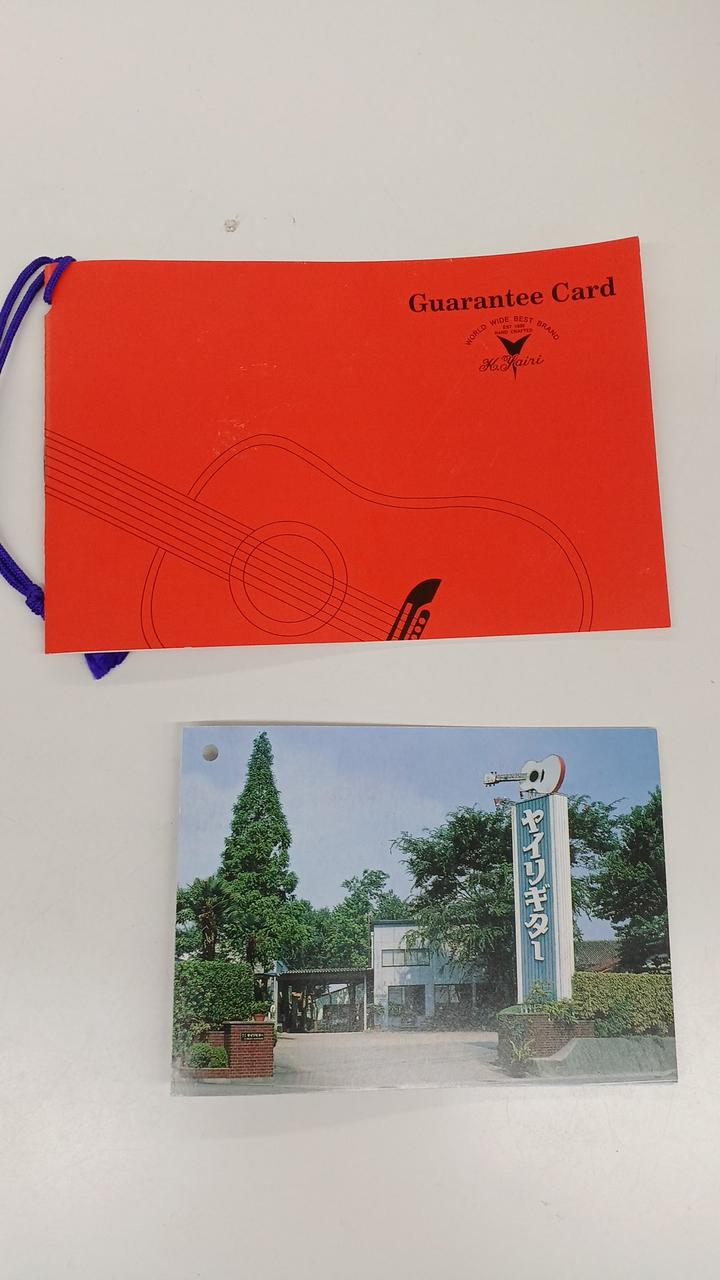 Guarantee Card
WORLD WIDE BEST BRAND
EST 1935
HAND CRAFTED
K. Yairi
ヤイリギター